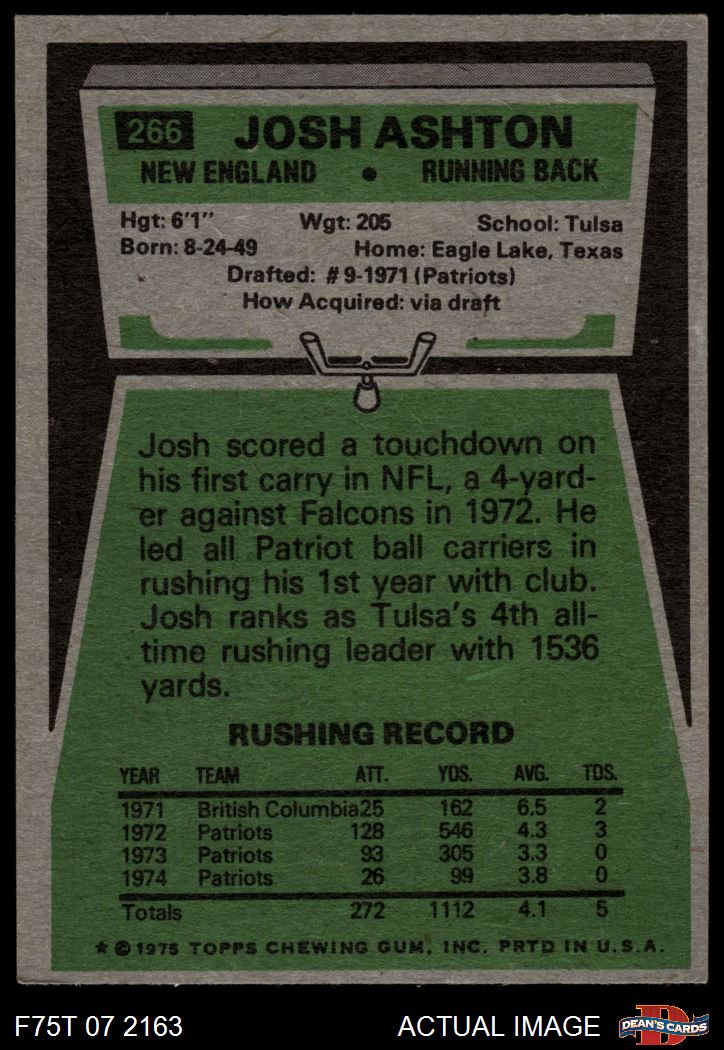 266 JOSH ASHTON
NEW ENGLAND • RUNNING BACK
Hgt: 6'1" Wgt: 205 School: Tulsa
Born: 8-24-49 Home: Eagle Lake, Texas
Drafted: #9-1971 (Patriots)
How Acquired: via draft
Josh scored a touchdown on
his first carry in NFL, a 4-yard-
er against Falcons in 1972. He
led all Patriot ball carriers in
rushing his 1st year with club.
Josh ranks as Tulsa's 4th all-
time rushing leader with 1536
yards.
RUSHING RECORD
YEAR TEAM ATT. YDS. AVG. TDS.
1971 British Columbia 25 162 6.5 2
1972 Patriots 128 546 4.3 3
1973 Patriots 93 305 3.3 0
1974 Patriots 26 99 3.8 0
Totals 272 1112 4.1 5
★ © 1975 TOPPS CHEWING GUM, INC. PRTD IN U.S.A.
F75T 07 2163 ACTUAL IMAGE D DEAN'S CARDS